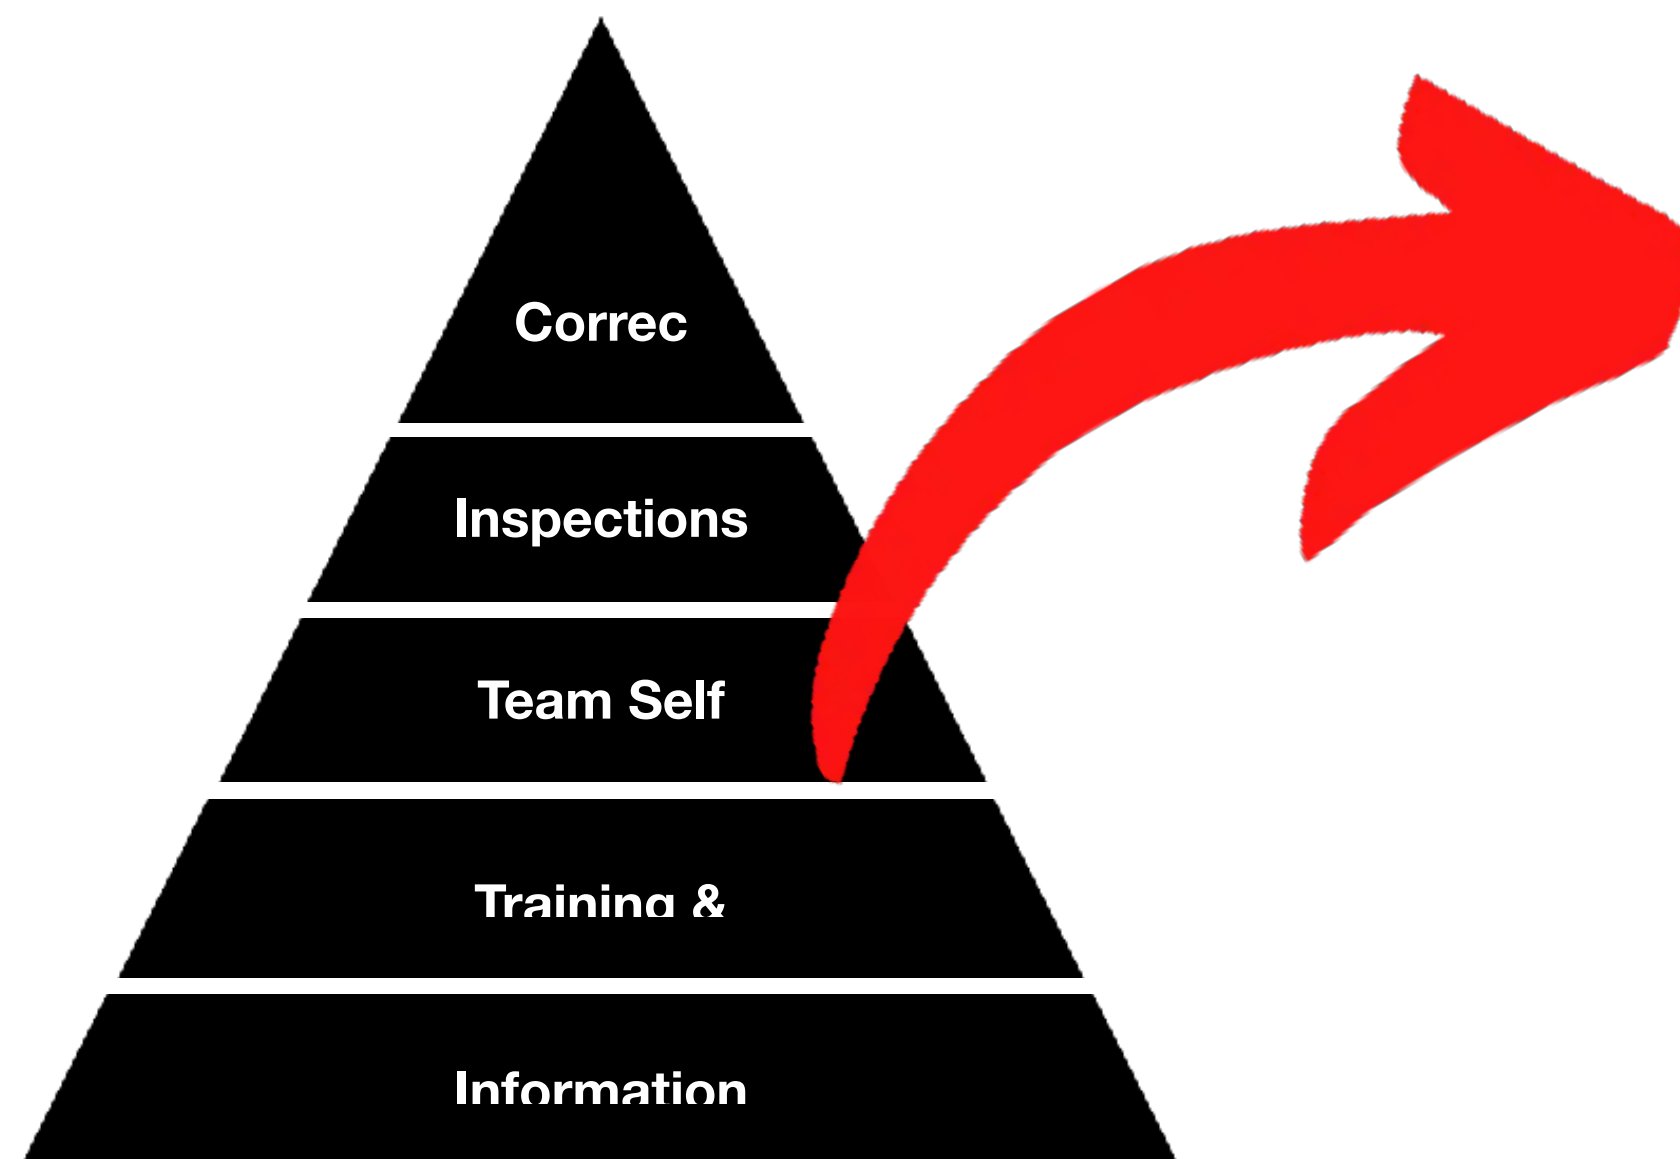 Correc
Inspections
Team Self
Training &
Information